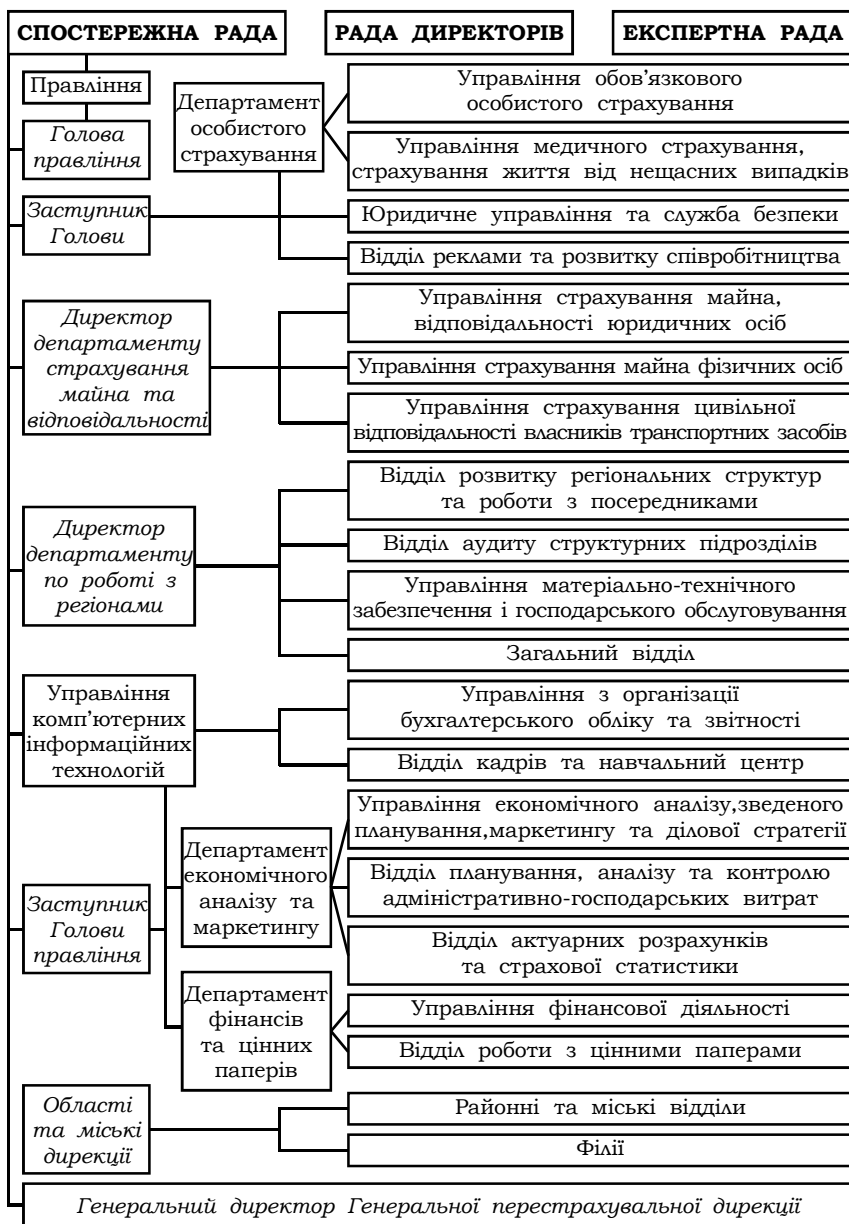 СПОСТЕРЕЖНА РАДА
РАДА ДИРЕКТОРІВ
ЕКСПЕРТНА РАДА
Правління
Голова
правління
Департамент
особистого
страхування
Управління обов’язкового
особистого страхування
Управління медичного страхування,
страхування життя від нещасних випадків
Заступник
Голови
Юридичне управління та служба безпеки
Відділ реклами та розвитку співробітництва
Директор
департаменту
страхування
майна та
відповідальності
Управління страхування майна,
відповідальності юридичних осіб
Управління страхування майна фізичних осіб
Управління страхування цивільної
відповідальності власників транспортних засобів
Директор
департаменту
по роботі з
регіонами
Відділ розвитку регіональних структур
та роботи з посередниками
Відділ аудиту структурних підрозділів
Управління матеріально-технічного
забезпечення і господарського обслуговування
Загальний відділ
Управління
комп’ютерних
інформаційних
технологій
Управління з організації
бухгалтерського обліку та звітності
Відділ кадрів та навчальний центр
Заступник
Голови
правління
Департамент
економічного
аналізу та
маркетингу
Управління економічного аналізу,зведеного
планування,маркетингу та ділової стратегії
Відділ планування, аналізу та контролю
адміністративно-господарських витрат
Відділ актуарних розрахунків
та страхової статистики
Департамент
фінансів
та цінних
паперів
Управління фінансової діяльності
Відділ роботи з цінними паперами
Області
та міські
дирекції
Районні та міські відділи
Філії
Генеральний директор Генеральної перестрахувальної дирекції